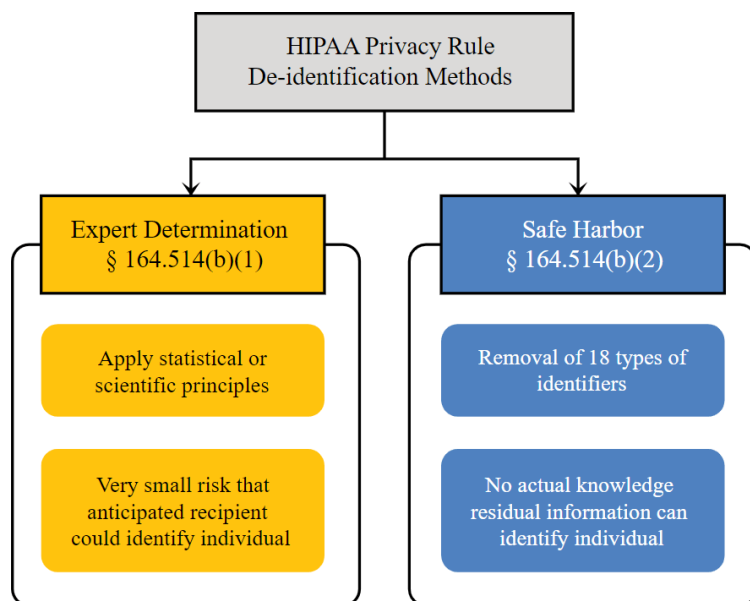 HIPAA Privacy Rule
De-identification Methods
Expert Determination
§ 164.514(b)(1)
Apply statistical or
scientific principles
Very small risk that
anticipated recipient
could identify individual
Safe Harbor
§ 164.514(b)(2)
Removal of 18 types of
identifiers
No actual knowledge
residual information can
identify individual